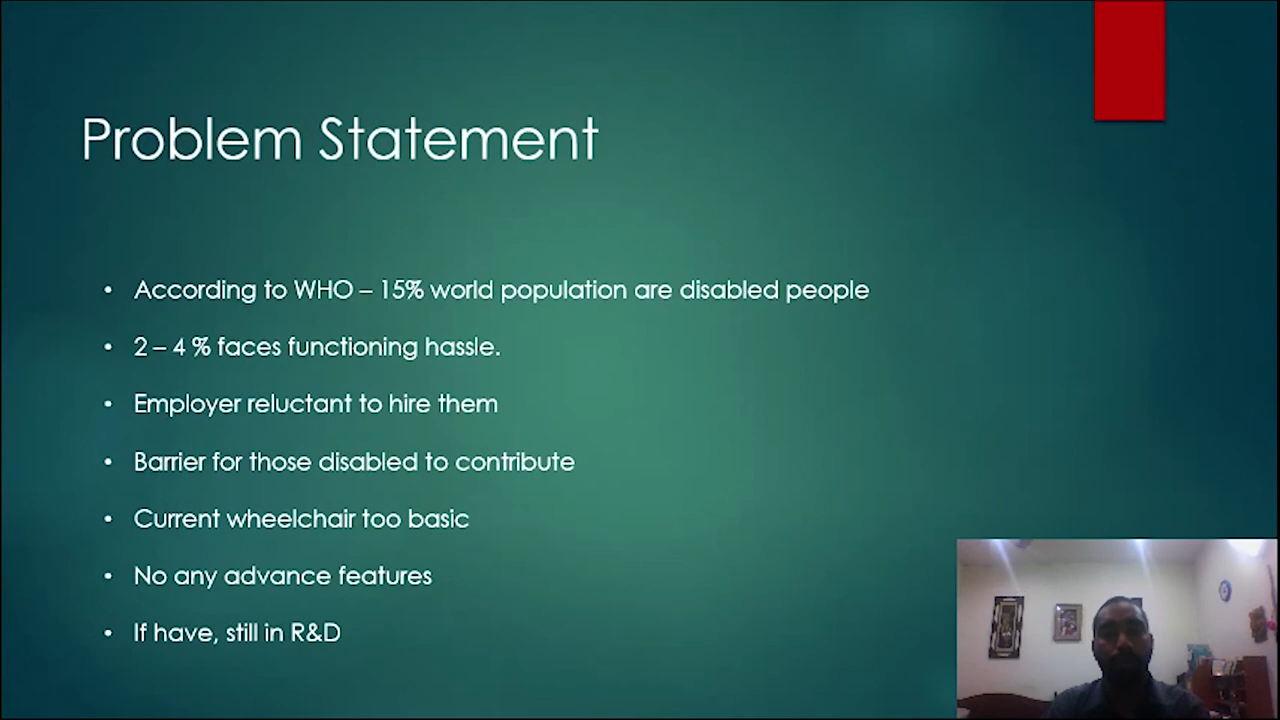 Problem Statement
• According to WHO – 15% world population are disabled people
• 2 – 4 % faces functioning hassle.
• Employer reluctant to hire them
• Barrier for those disabled to contribute
• Current wheelchair too basic
• No any advance features
• If have, still in R&D